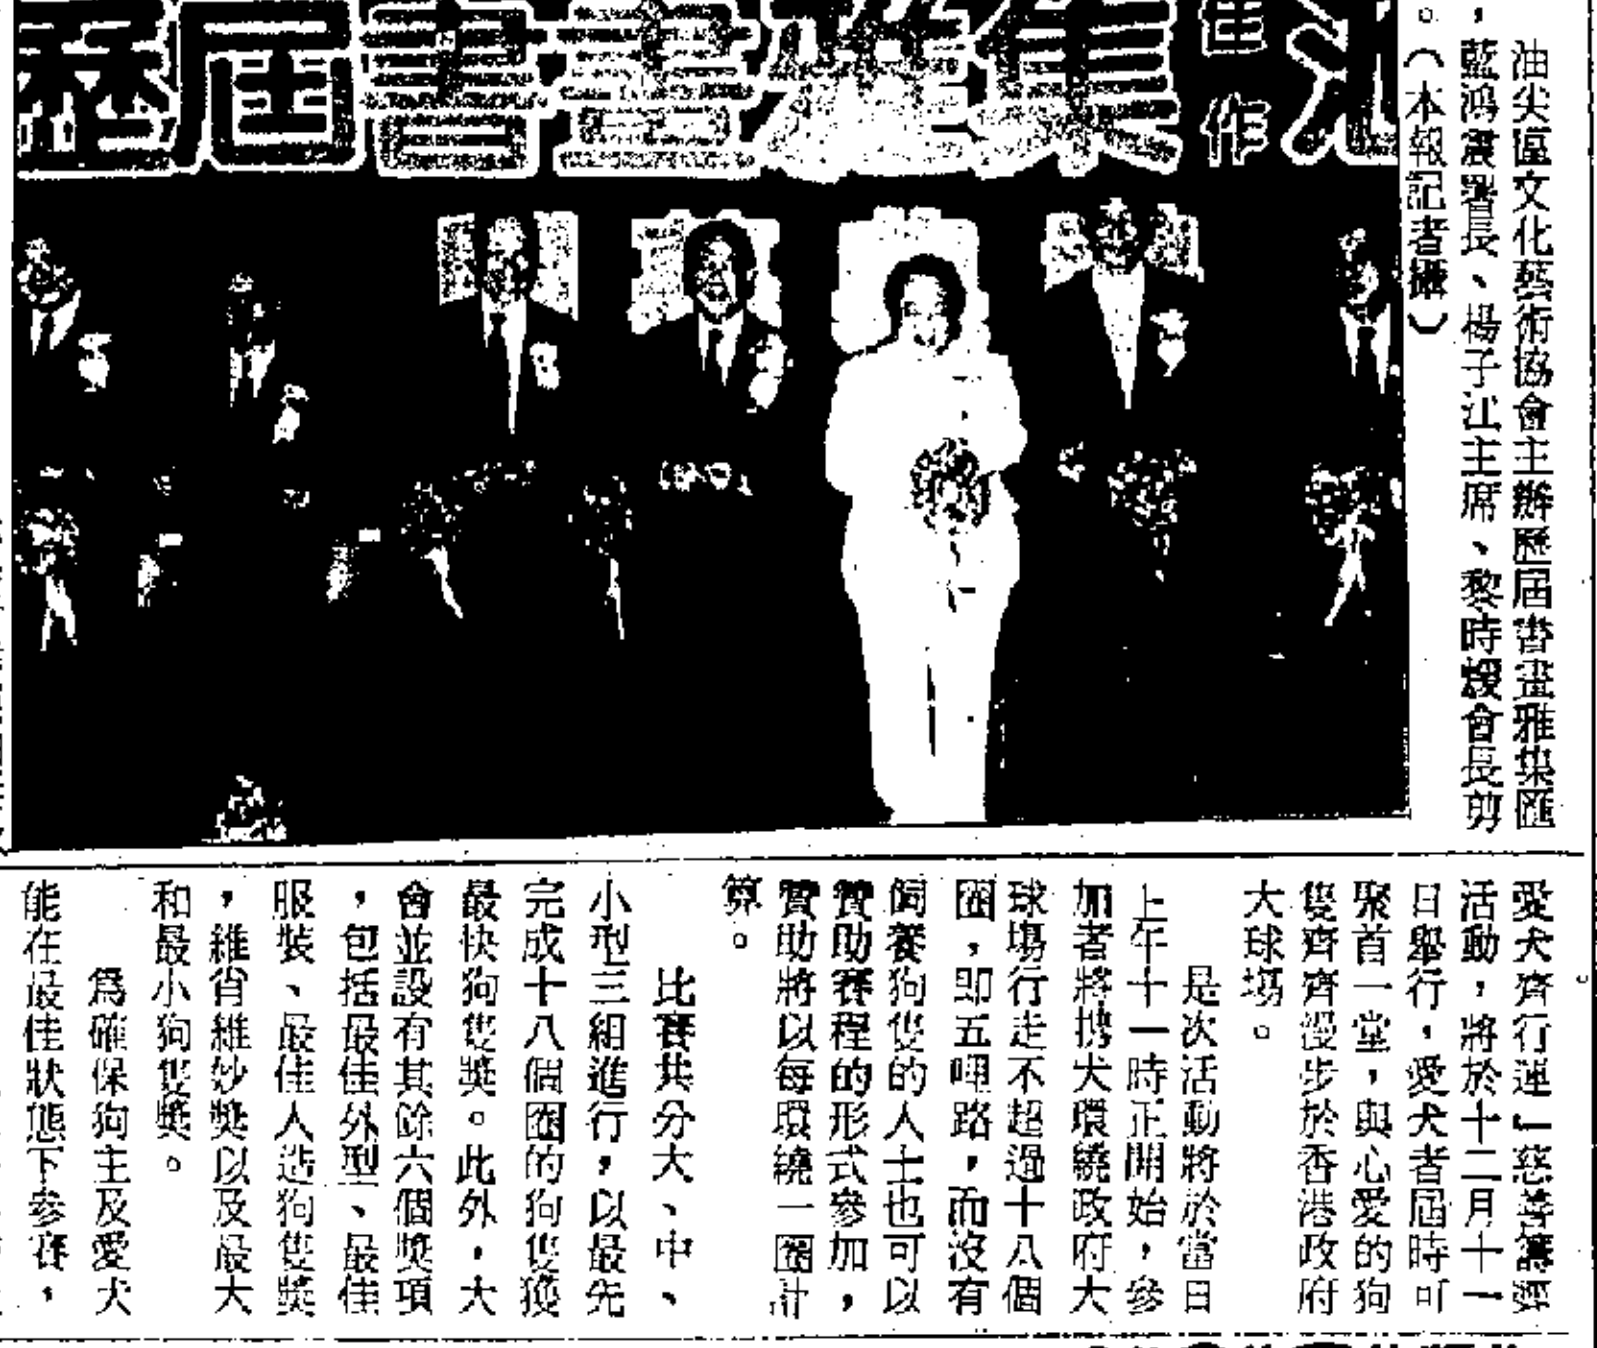 歷屆書畫雅集
佳作
油尖區文化藝術協會主辦歷屆書畫雅集匯
，藍鴻震署長、楊子江主席、黎時煖會長剪
。（本報記者攝）
愛犬齊行運』慈善籌經
活動，將於十二月十一
日舉行，愛犬者屆時可
聚首一堂，與心愛的狗
隻齊齊漫步於香港政府
大球場。
是次活動將於當日
上午十一時正開始，參
加者將携犬環繞政府大
球場行走不超過十八個
圈，即五哩路，而沒有
飼養狗隻的人士也可以
贊助賽程的形式參加，
贊助將以每環繞一圈計
算。
比賽共分大、中、
小型三組進行，以最先
完成十八個圈的狗隻獲
最快狗隻獎。此外，大
會並設有其餘六個獎項
，包括最佳外型、最佳
服裝、最佳人造狗隻獎
，維肖維妙獎以及最大
和最小狗隻獎。
為確保狗主及愛犬
能在最佳狀態下參賽，